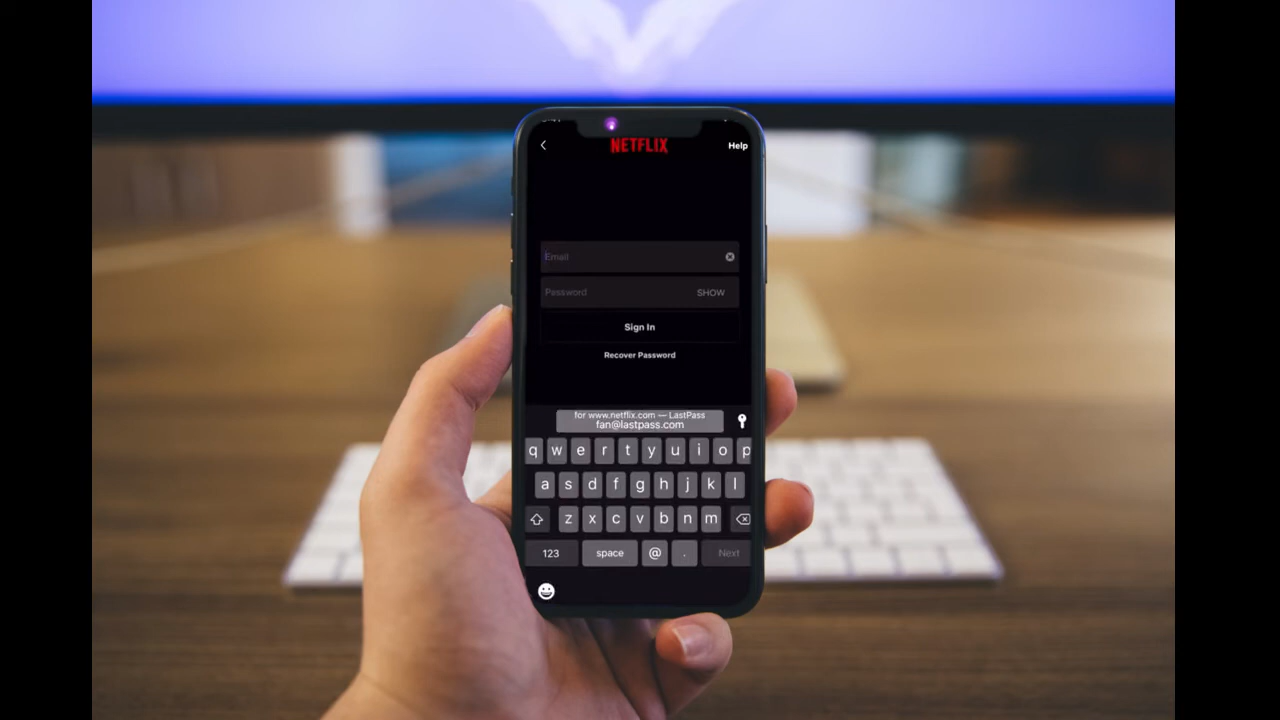 NETFLIX
Help
Email
Password
SHOW
Sign In
Recover Password
for www.netflix.com — LastPass
fan@lastpass.com
q w e r t y u i o p
a s d f g h j k l
z x c v b n m
123 space @ . Next